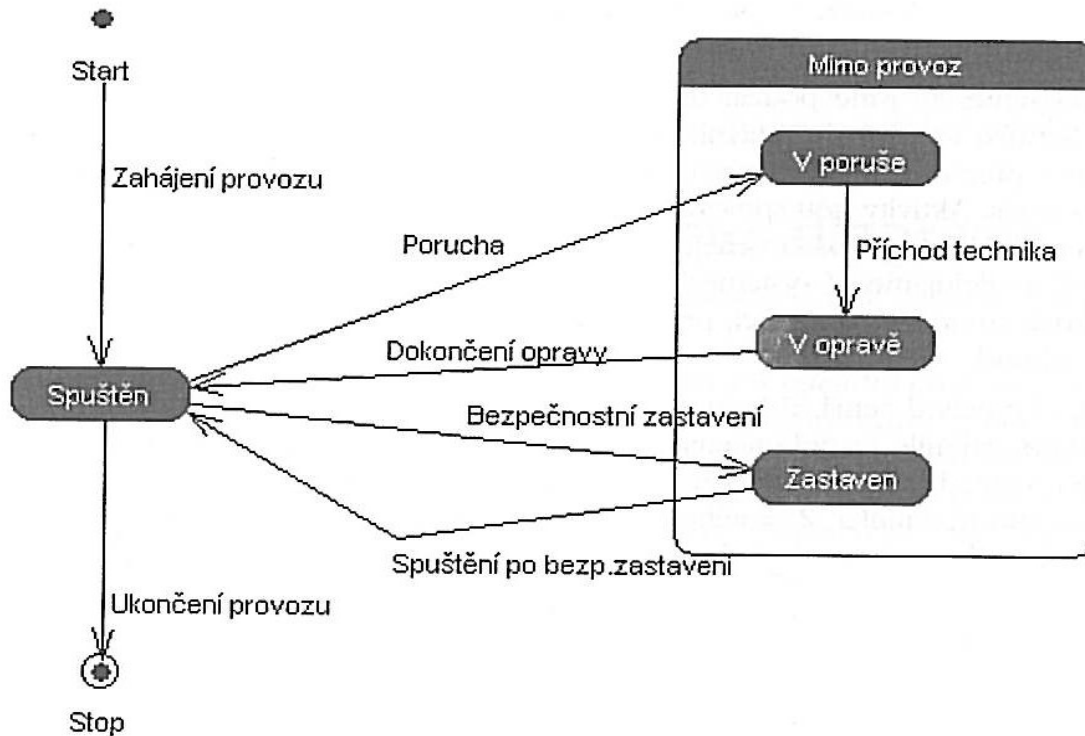 Start
Mimo provoz
V poruše
Zahájení provozu
Porucha
Příchod technika
Dokončení opravy
V opravě
Spuštěn
Bezpečnostní zastavení
Zastaven
Spuštění po bezp.zastavení
Ukončení provozu
Stop